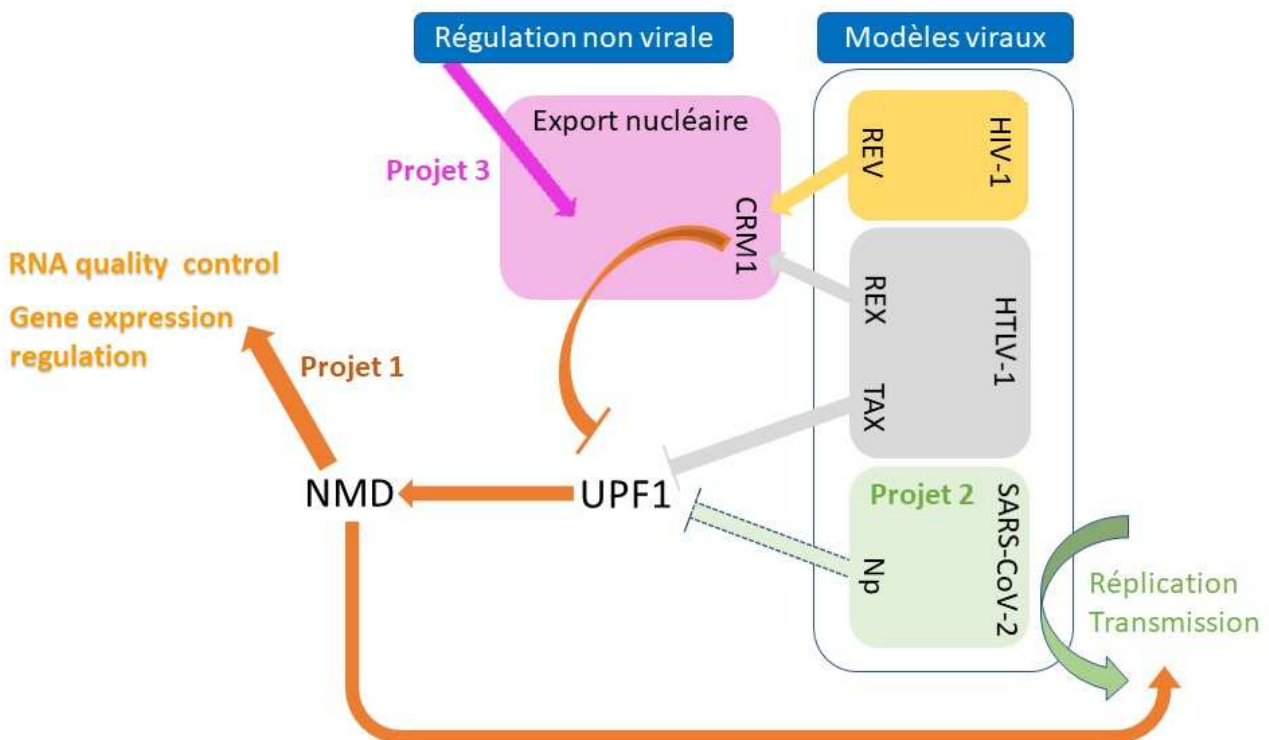 Régulation non virale
Modèles viraux
Export nucléaire
HIV-1
REV
Projet 3
CRM1
RNA quality control
Gene expression
regulation
REX
HTLV-1
Projet 1
TAX
NMD
UPF1
Projet 2
SARS-CoV-2
Np
Réplication
Transmission